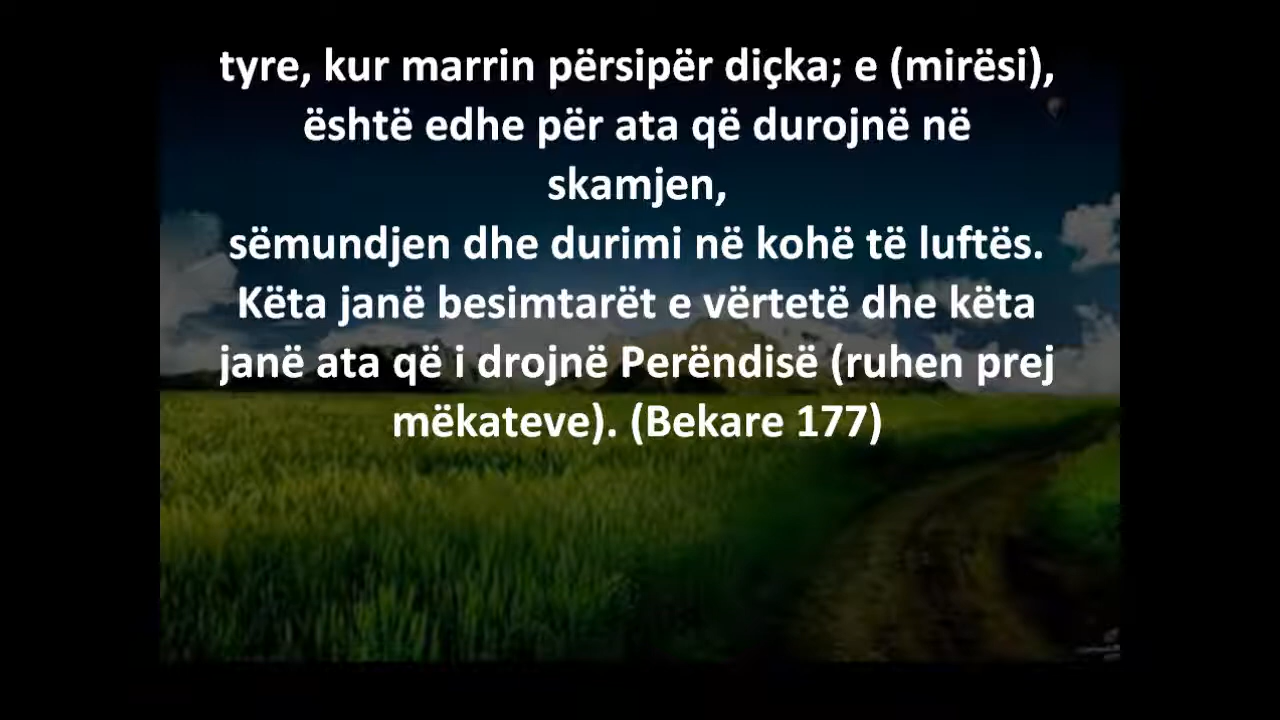 tyre, kur marrin përsipër diçka; e (mirësi),
është edhe për ata që durojnë në
skamjen,
sëmundjen dhe durimi në kohë të luftës.
Këta janë besimtarët e vërtetë dhe këta
janë ata që i drojnë Perëndisë (ruhen prej
mëkateve). (Bekare 177)